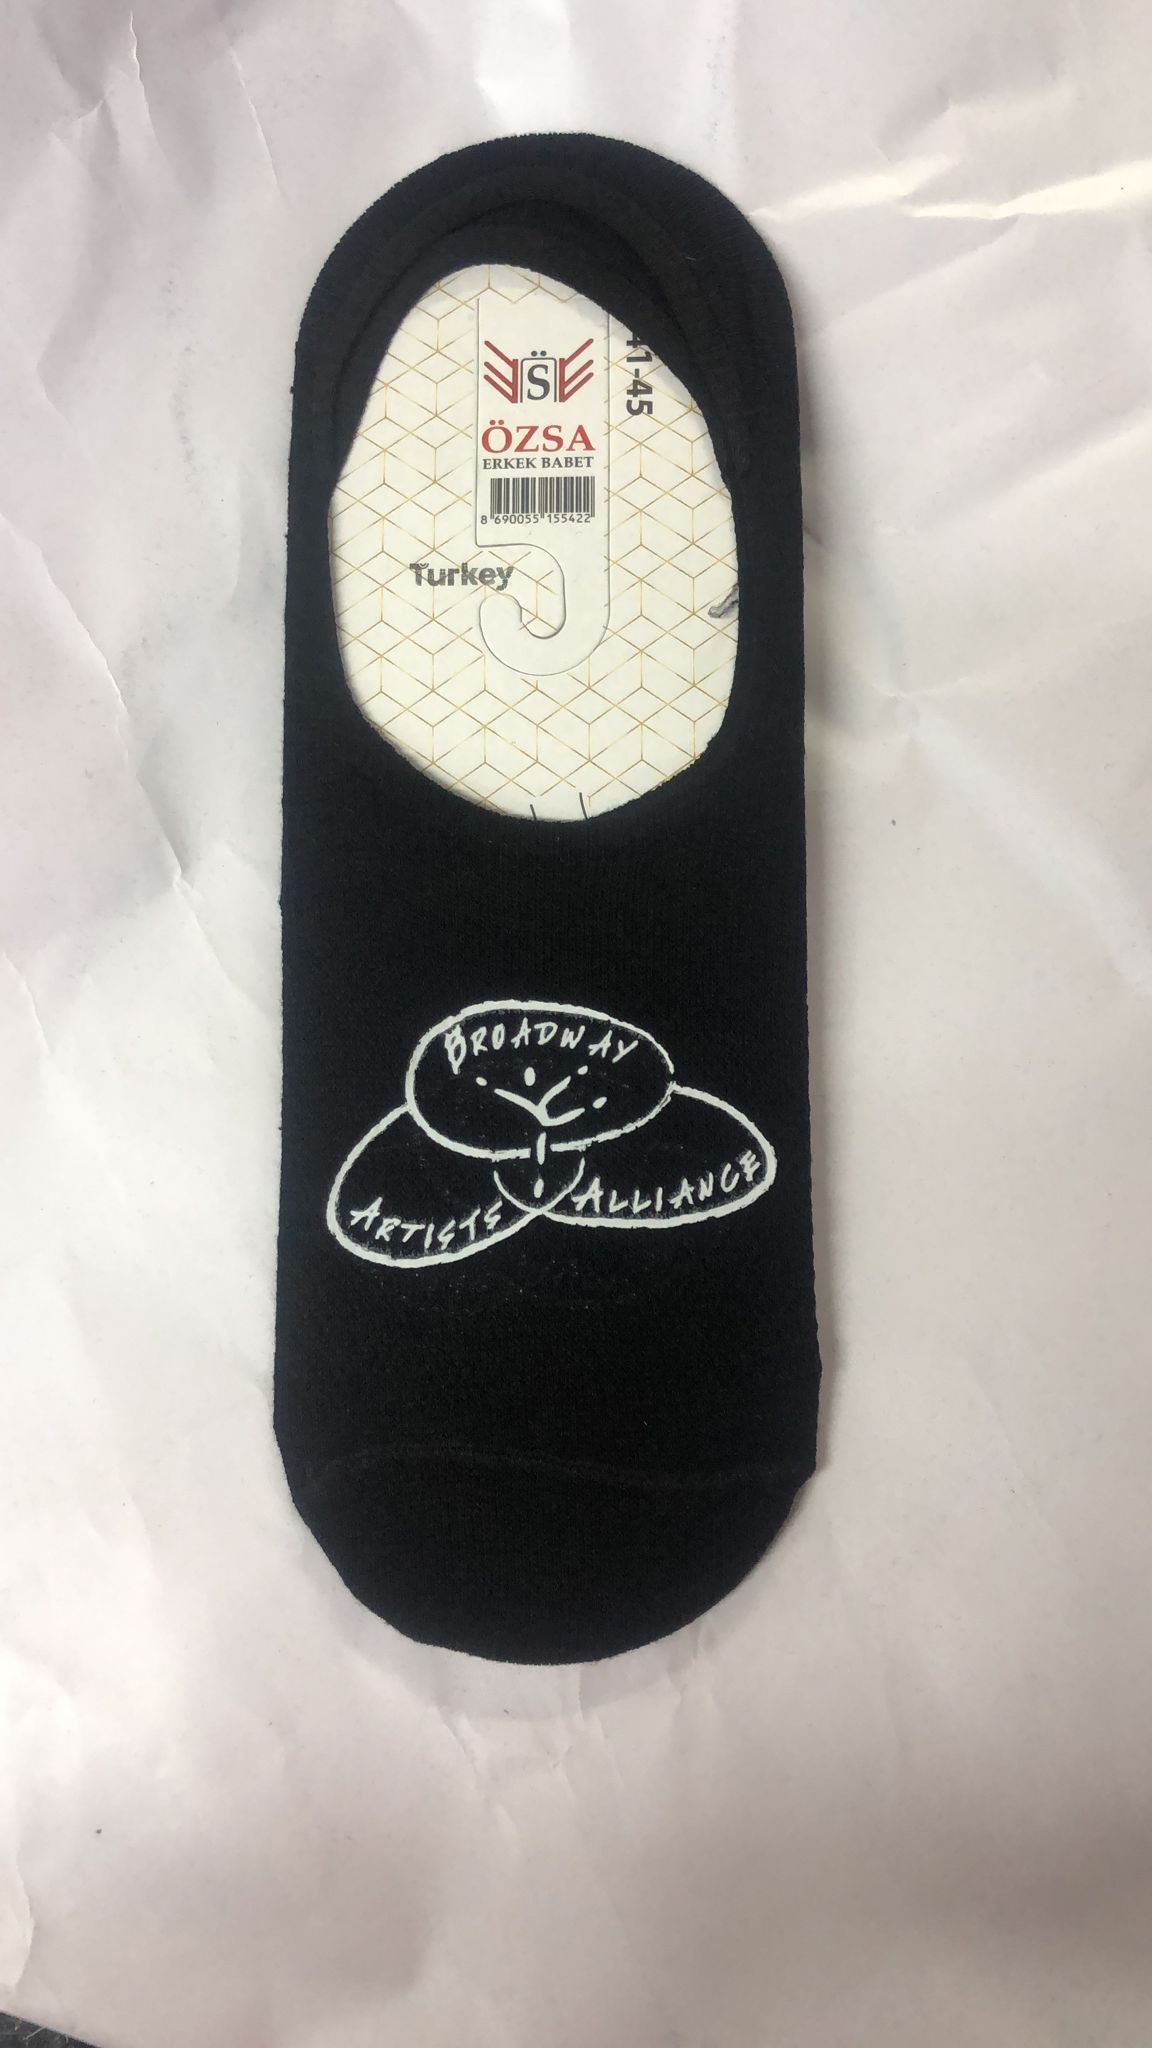 Ö
S
41-45
ÖZSA
ERKEK BABET
8 690055 155422
Turkey
BROADWAY
ARTISTS
ALLIANCE